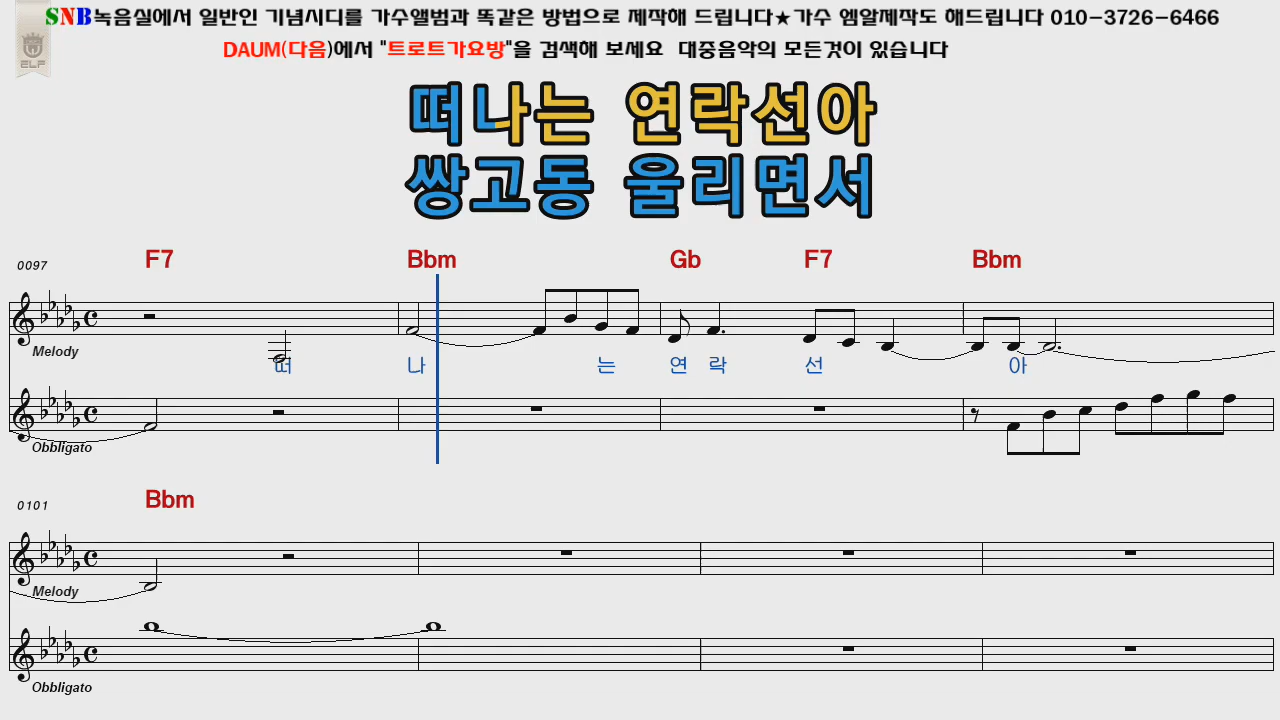 SNB녹음실에서 일반인 기념시디를 가수앨범과 똑같은 방법으로 제작해 드립니다★가수 엠알제작도 해드립니다 010-3726-6466
DAUM(다음)에서 "트로트가요방"을 검색해 보세요 대중음악의 모든것이 있습니다
ELF
떠나는 연락선아
쌍고동 울리면서
0097 F7 Bbm Gb F7 Bbm
Melody
떠 나 는 연 락 선 아
Obbligato
0101 Bbm
Melody
Obbligato